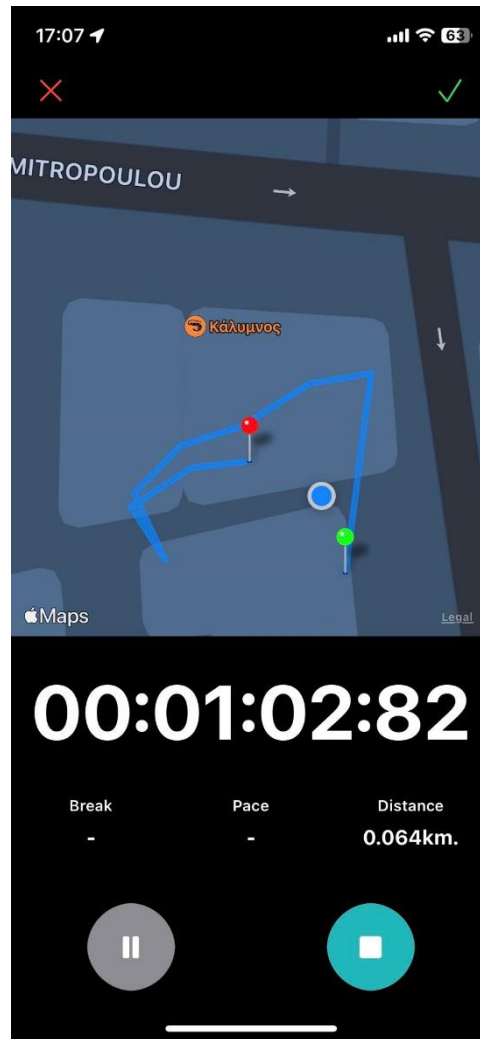 17:07
63
MITROPOULOU
Κάλυμνος
Maps
Legal
00:01:02:82
Break Pace Distance
- - 0.064km.